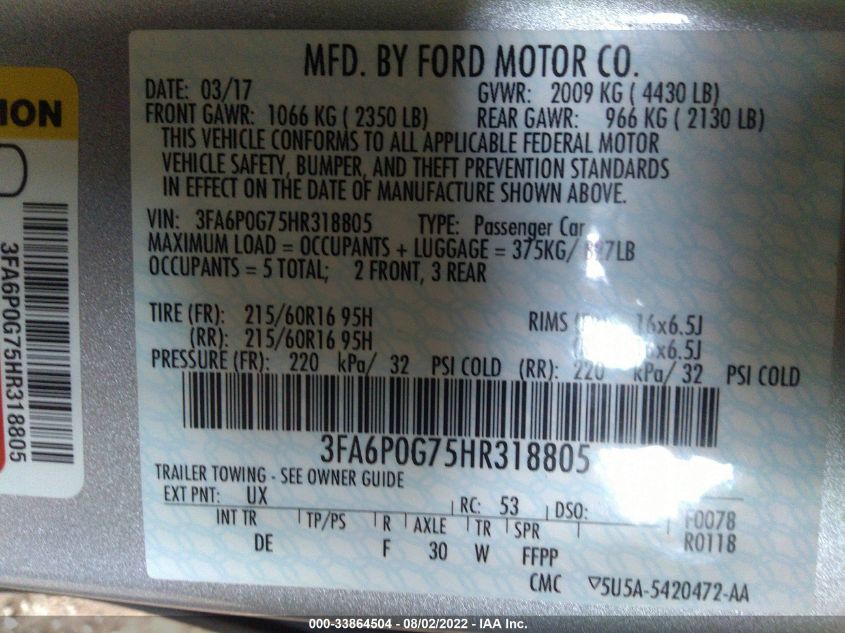 MFD. BY FORD MOTOR CO.
DATE: 03/17 GVWR: 2009 KG ( 4430 LB)
FRONT GAWR: 1066 KG ( 2350 LB) REAR GAWR: 966 KG ( 2130 LB)
THIS VEHICLE CONFORMS TO ALL APPLICABLE FEDERAL MOTOR
VEHICLE SAFETY, BUMPER, AND THEFT PREVENTION STANDARDS
IN EFFECT ON THE DATE OF MANUFACTURE SHOWN ABOVE.
VIN: 3FA6P0G75HR318805 TYPE: Passenger Car
MAXIMUM LOAD = OCCUPANTS + LUGGAGE = 375KG/
OCCUPANTS = 5 TOTAL; 2 FRONT, 3 REAR
TIRE (FR): 215/60R16 95H RIMS 16x6.5J
(RR): 215/60R16 95H
PRESSURE (FR): 220 kPa/ 32 PSI COLD (RR): 220 kPa/ 32 PSI COLD
3FA6P0G75HR318805
TRAILER TOWING - SEE OWNER GUIDE
EXT PNT: UX RC: 53 DSO: F0078
INT TR TP/PS R AXLE TR SPR R0118
DE F 30 W FFPP
CMC 5U5A-5420472-AA
ION
3FA6P0G75HR318805
000-33864504 - 08/02/2022 - IAA Inc.